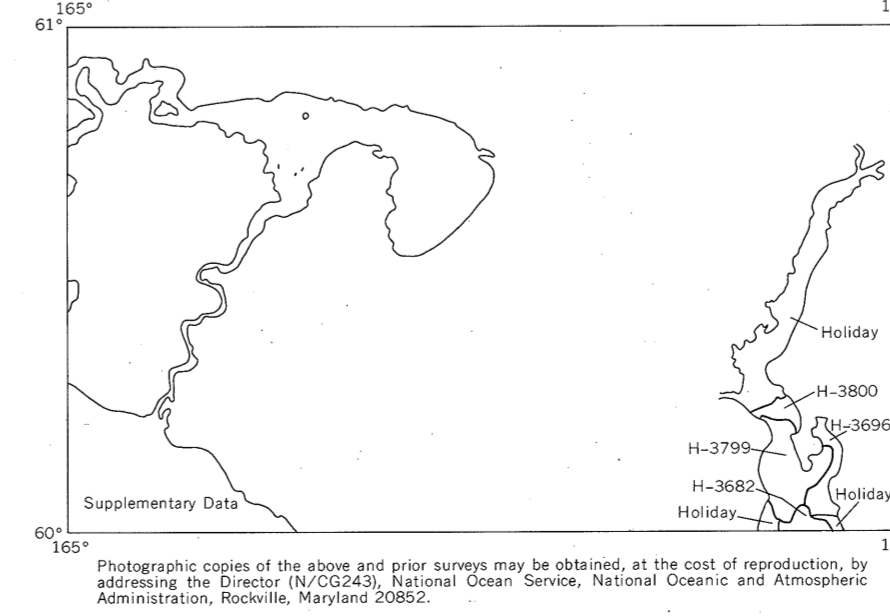 165°
1
61°
Holiday
H-3800
H-3696
H-3799
H-3682
Holiday
Holiday
Supplementary Data
60°
165°
1
Photographic copies of the above and prior surveys may be obtained, at the cost of reproduction, by
addressing the Director (N/CG243), National Ocean Service, National Oceanic and Atmospheric
Administration, Rockville, Maryland 20852.